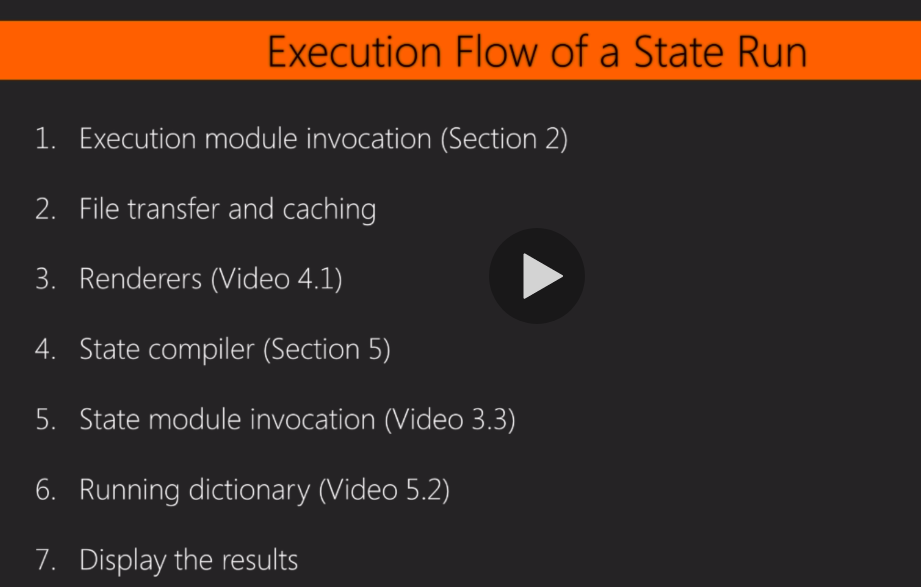 Execution Flow of a State Run
1. Execution module invocation (Section 2)
2. File transfer and caching
3. Renderers (Video 4.1)
4. State compiler (Section 5)
5. State module invocation (Video 3.3)
6. Running dictionary (Video 5.2)
7. Display the results